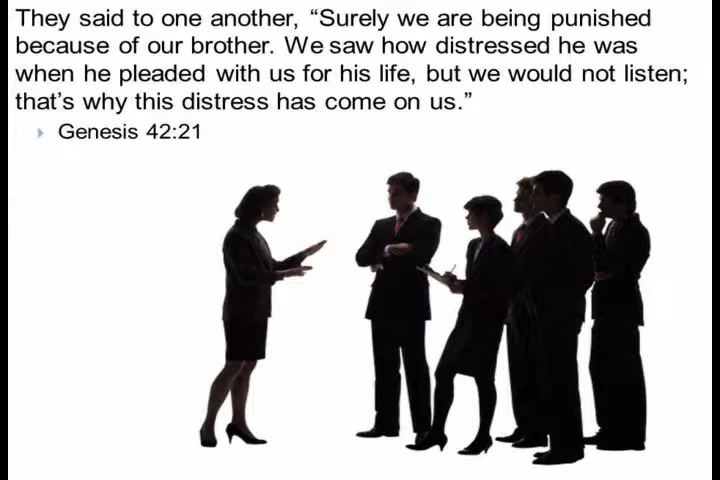 They said to one another, “Surely we are being punished
because of our brother. We saw how distressed he was
when he pleaded with us for his life, but we would not listen;
that’s why this distress has come on us.”
Genesis 42:21